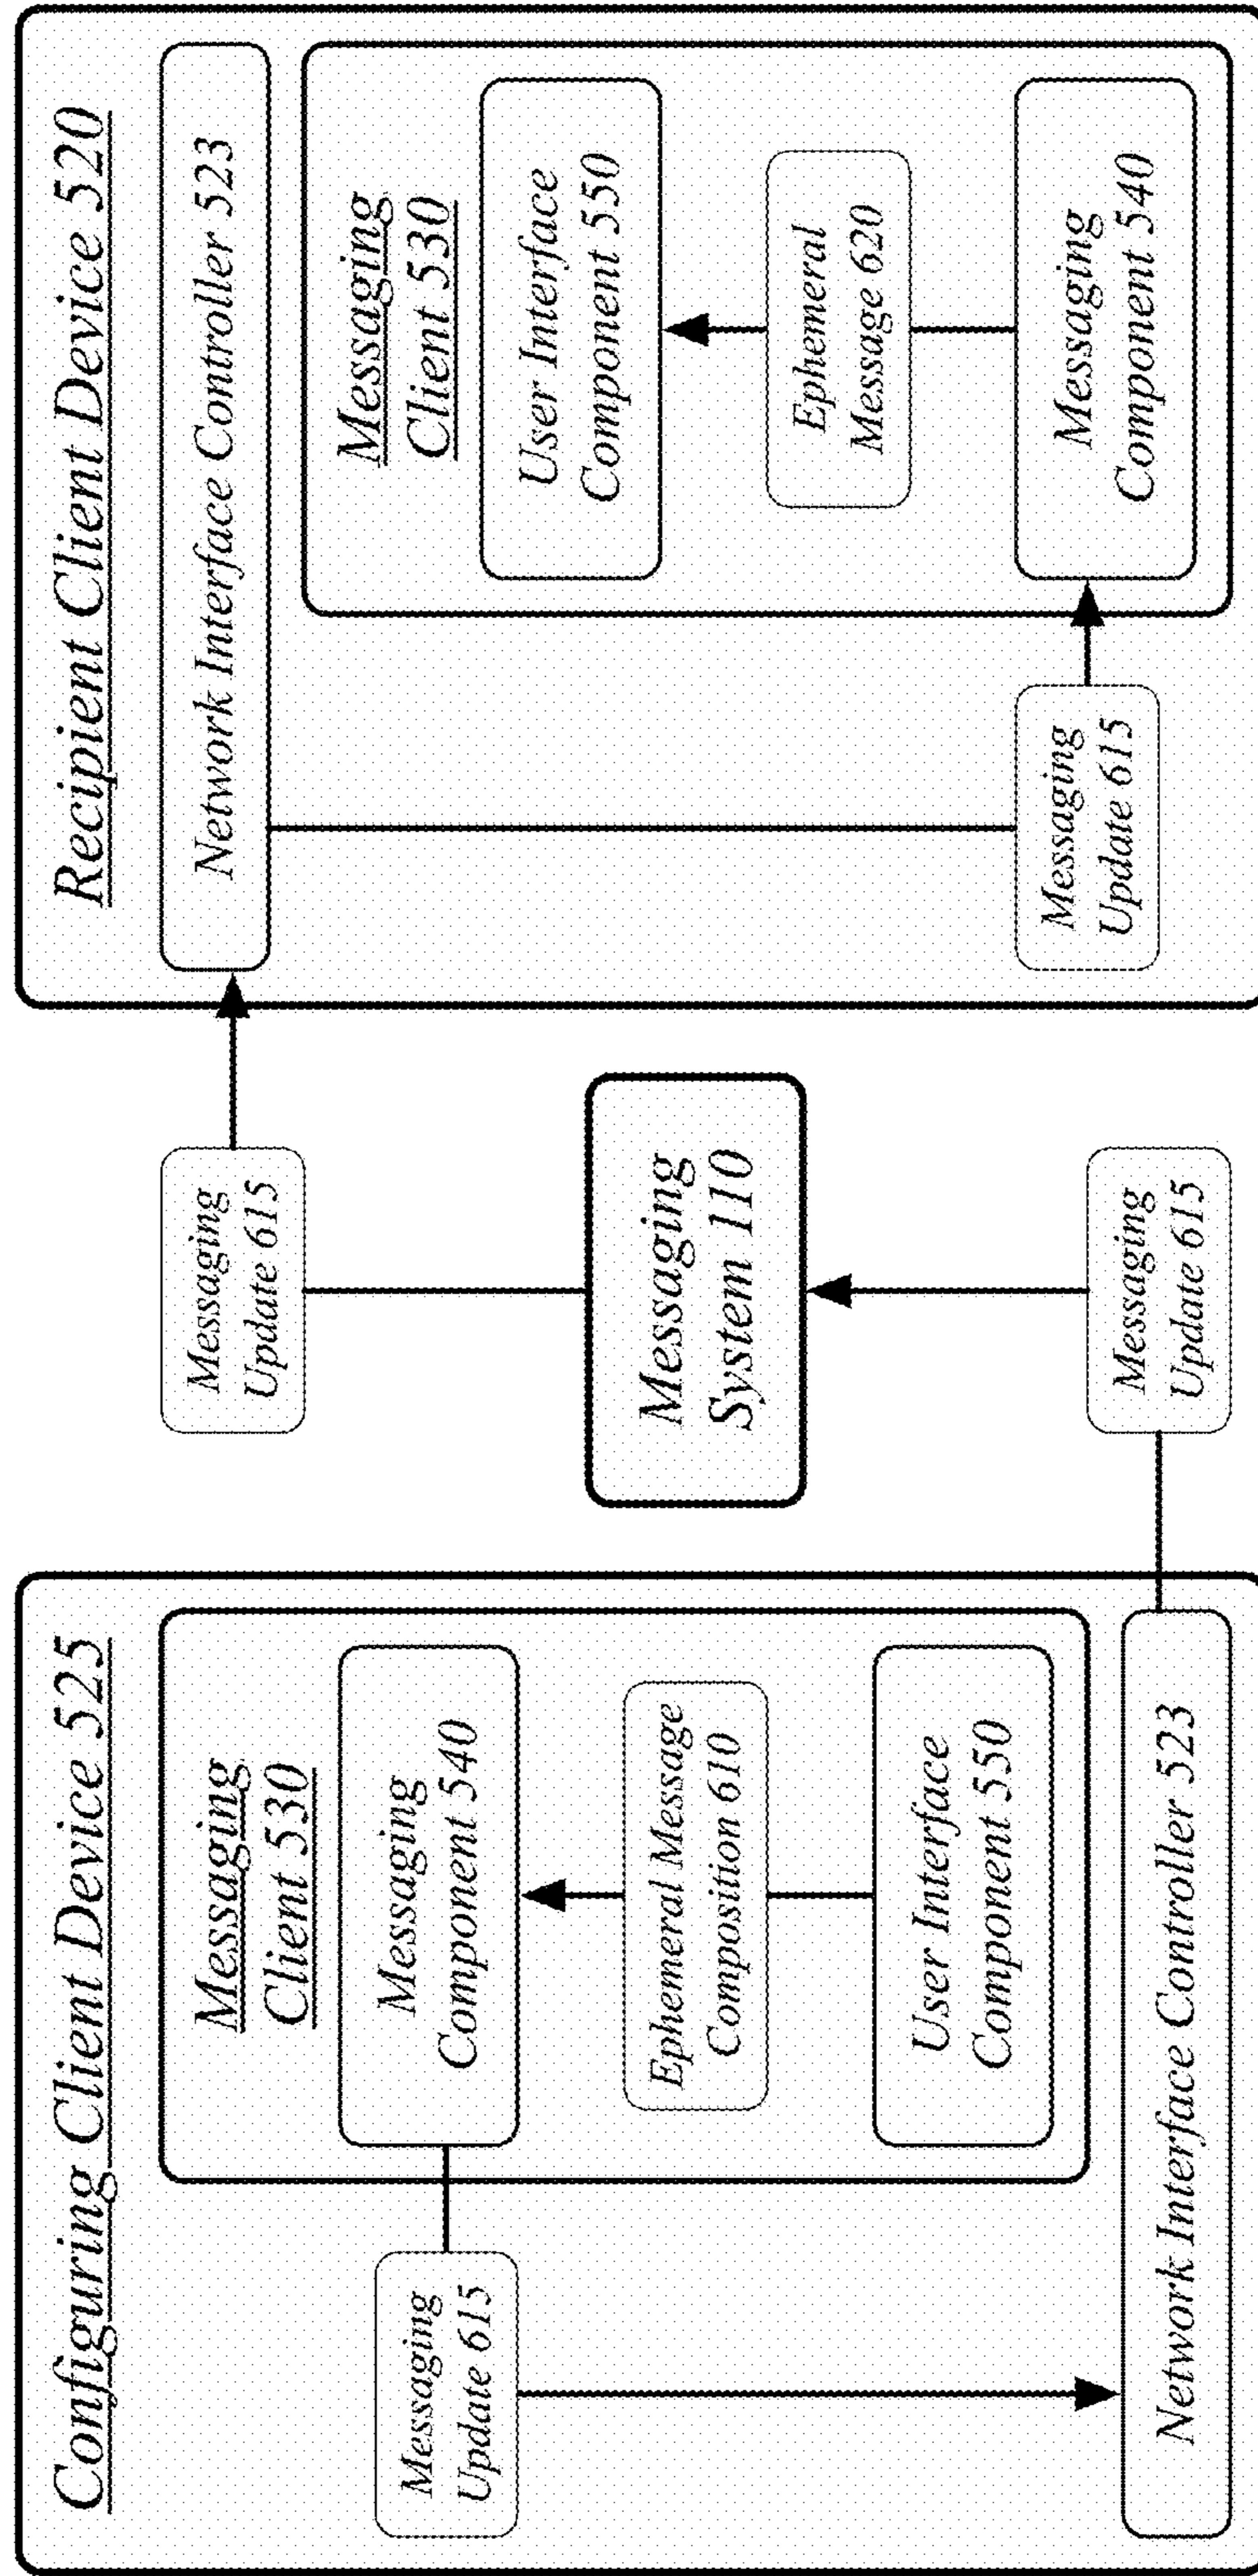 Configuring Client Device 525
Messaging
Client 530
Messaging
Component 540
Messaging
Update 615
Ephemeral Message
Composition 610
User Interface
Component 550
Network Interface Controller 523
Messaging
Update 615
Messaging
System 110
Messaging
Update 615
Recipient Client Device 520
Network Interface Controller 523
Messaging
Client 530
User Interface
Component 550
Ephemeral
Message 620
Messaging
Component 540
Messaging
Update 615